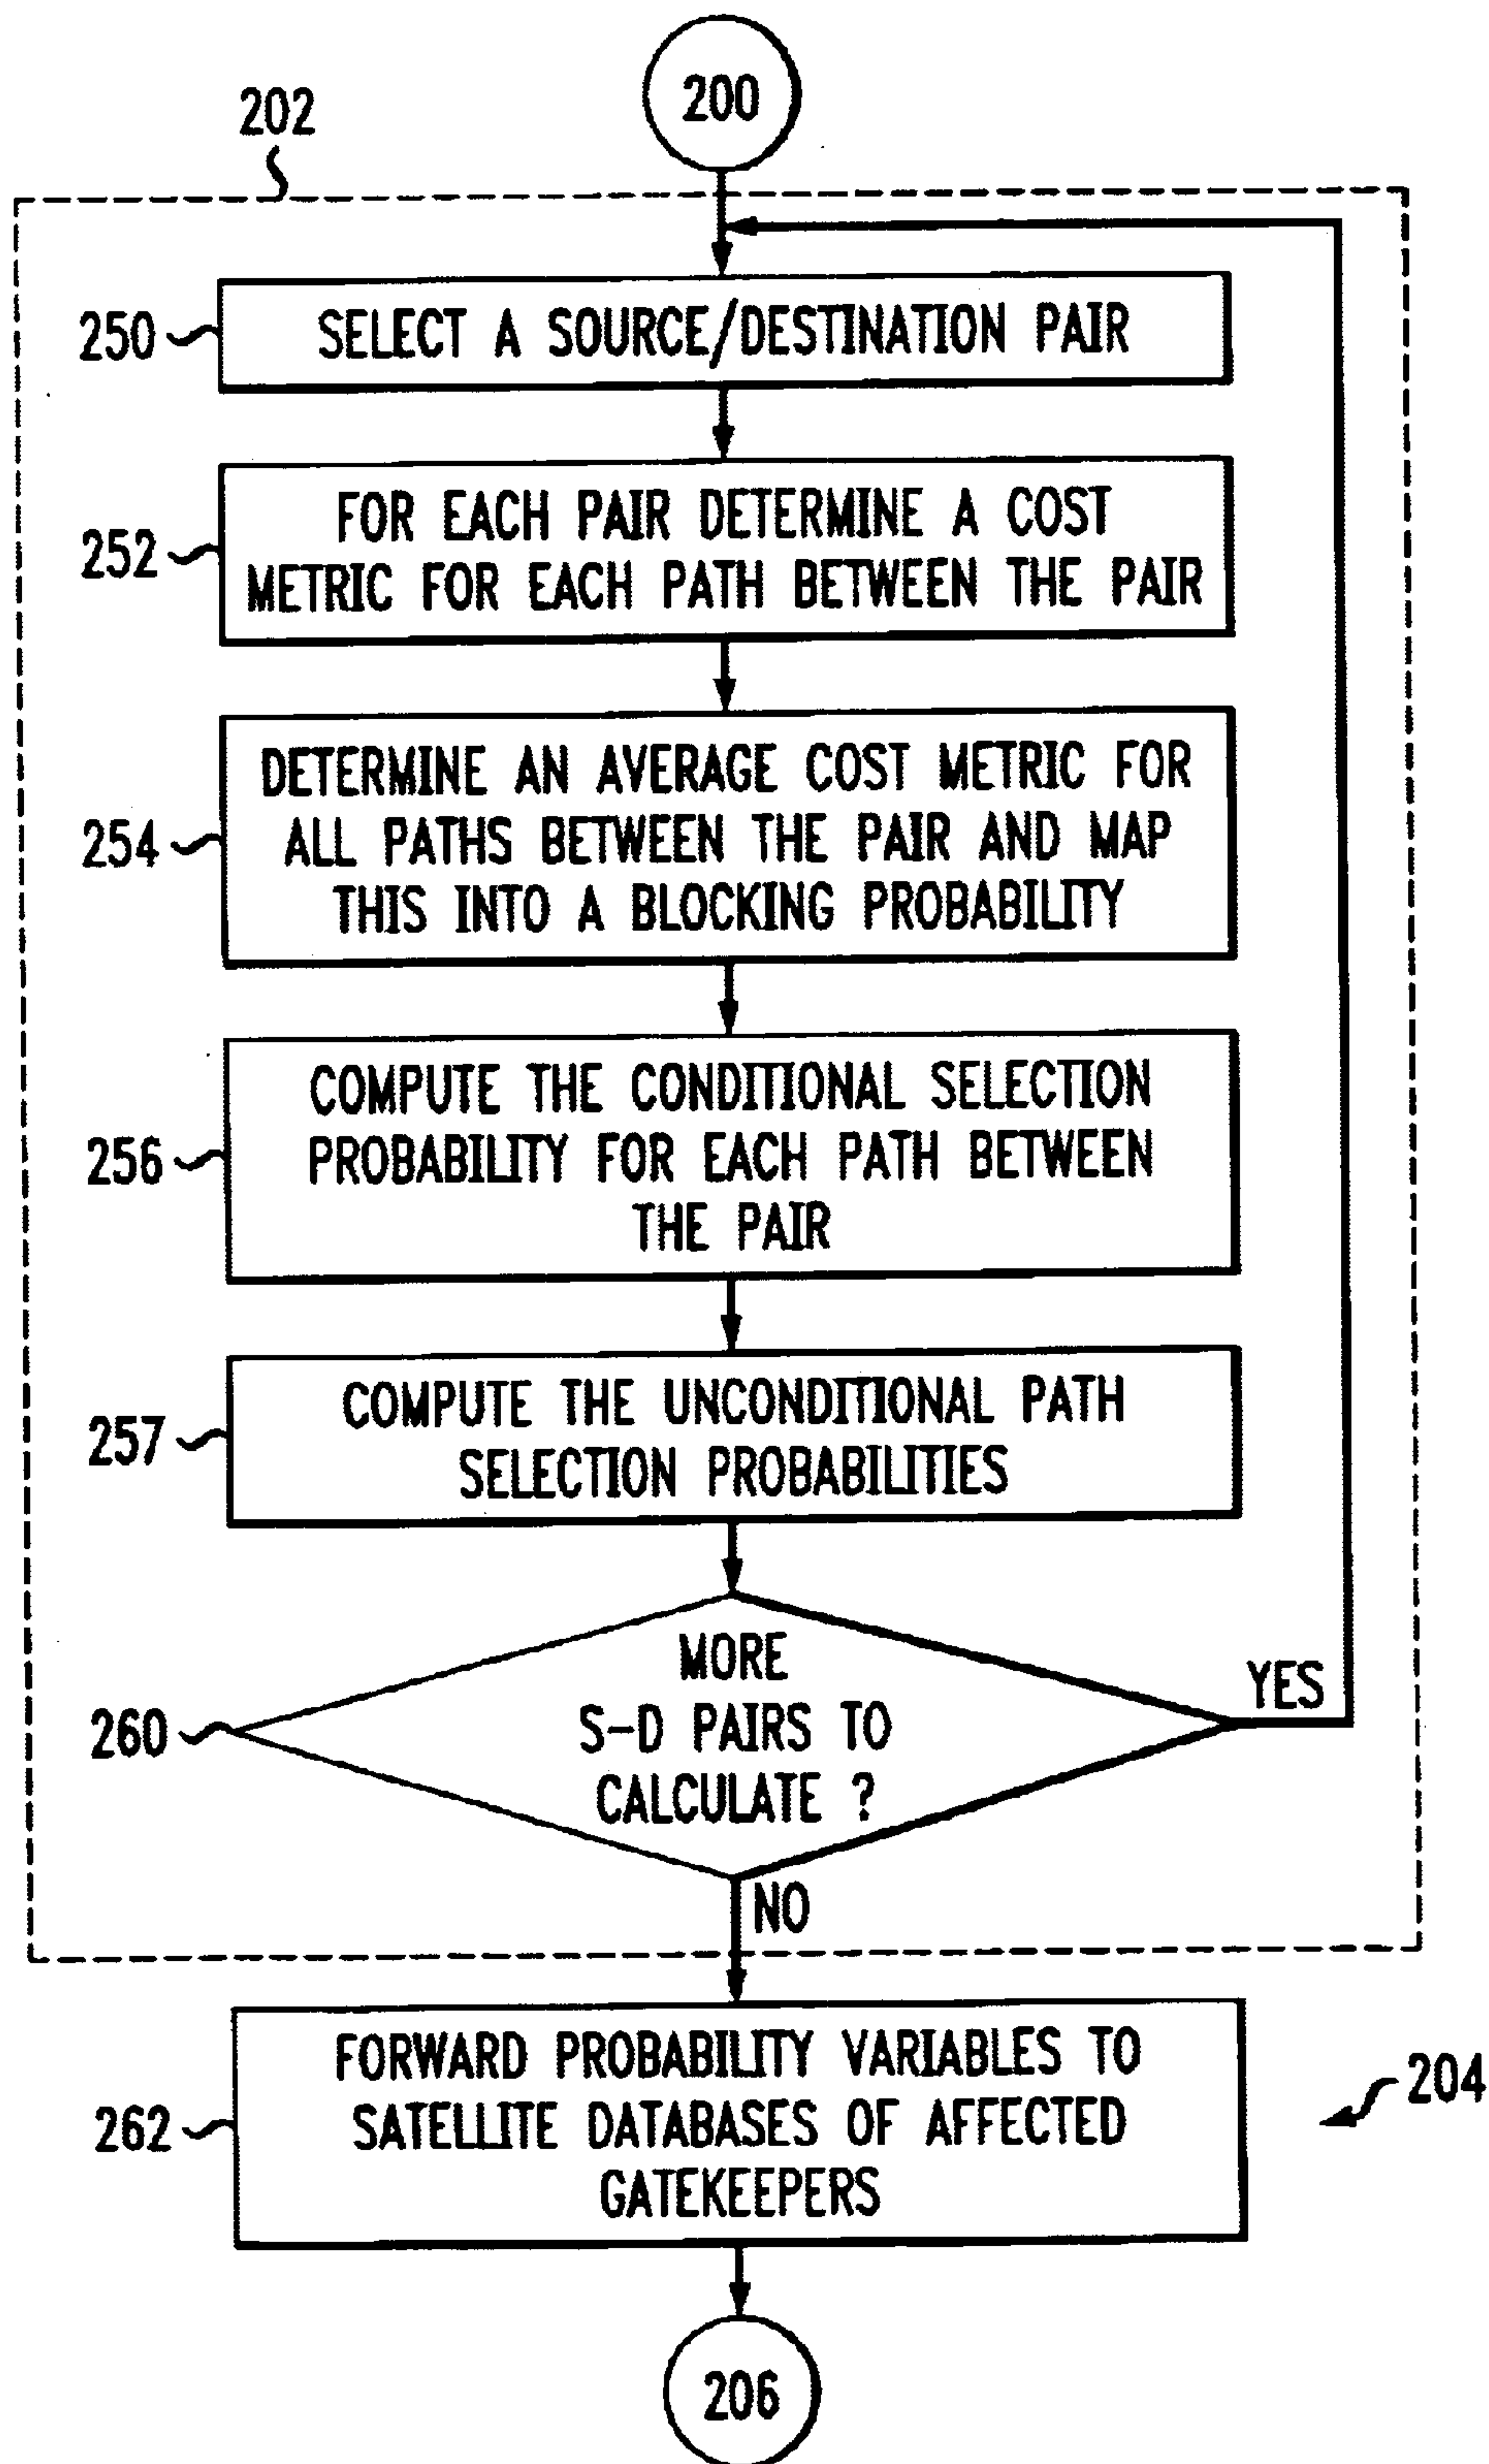 200
202
250
SELECT A SOURCE/DESTINATION PAIR
252
FOR EACH PAIR DETERMINE A COST
METRIC FOR EACH PATH BETWEEN THE PAIR
254
DETERMINE AN AVERAGE COST METRIC FOR
ALL PATHS BETWEEN THE PAIR AND MAP
THIS INTO A BLOCKING PROBABILITY
256
COMPUTE THE CONDITIONAL SELECTION
PROBABILITY FOR EACH PATH BETWEEN
THE PAIR
257
COMPUTE THE UNCONDITIONAL PATH
SELECTION PROBABILITIES
260
MORE
S-D PAIRS TO
CALCULATE ?
YES
NO
262
FORWARD PROBABILITY VARIABLES TO
SATELLITE DATABASES OF AFFECTED
GATEKEEPERS
204
206